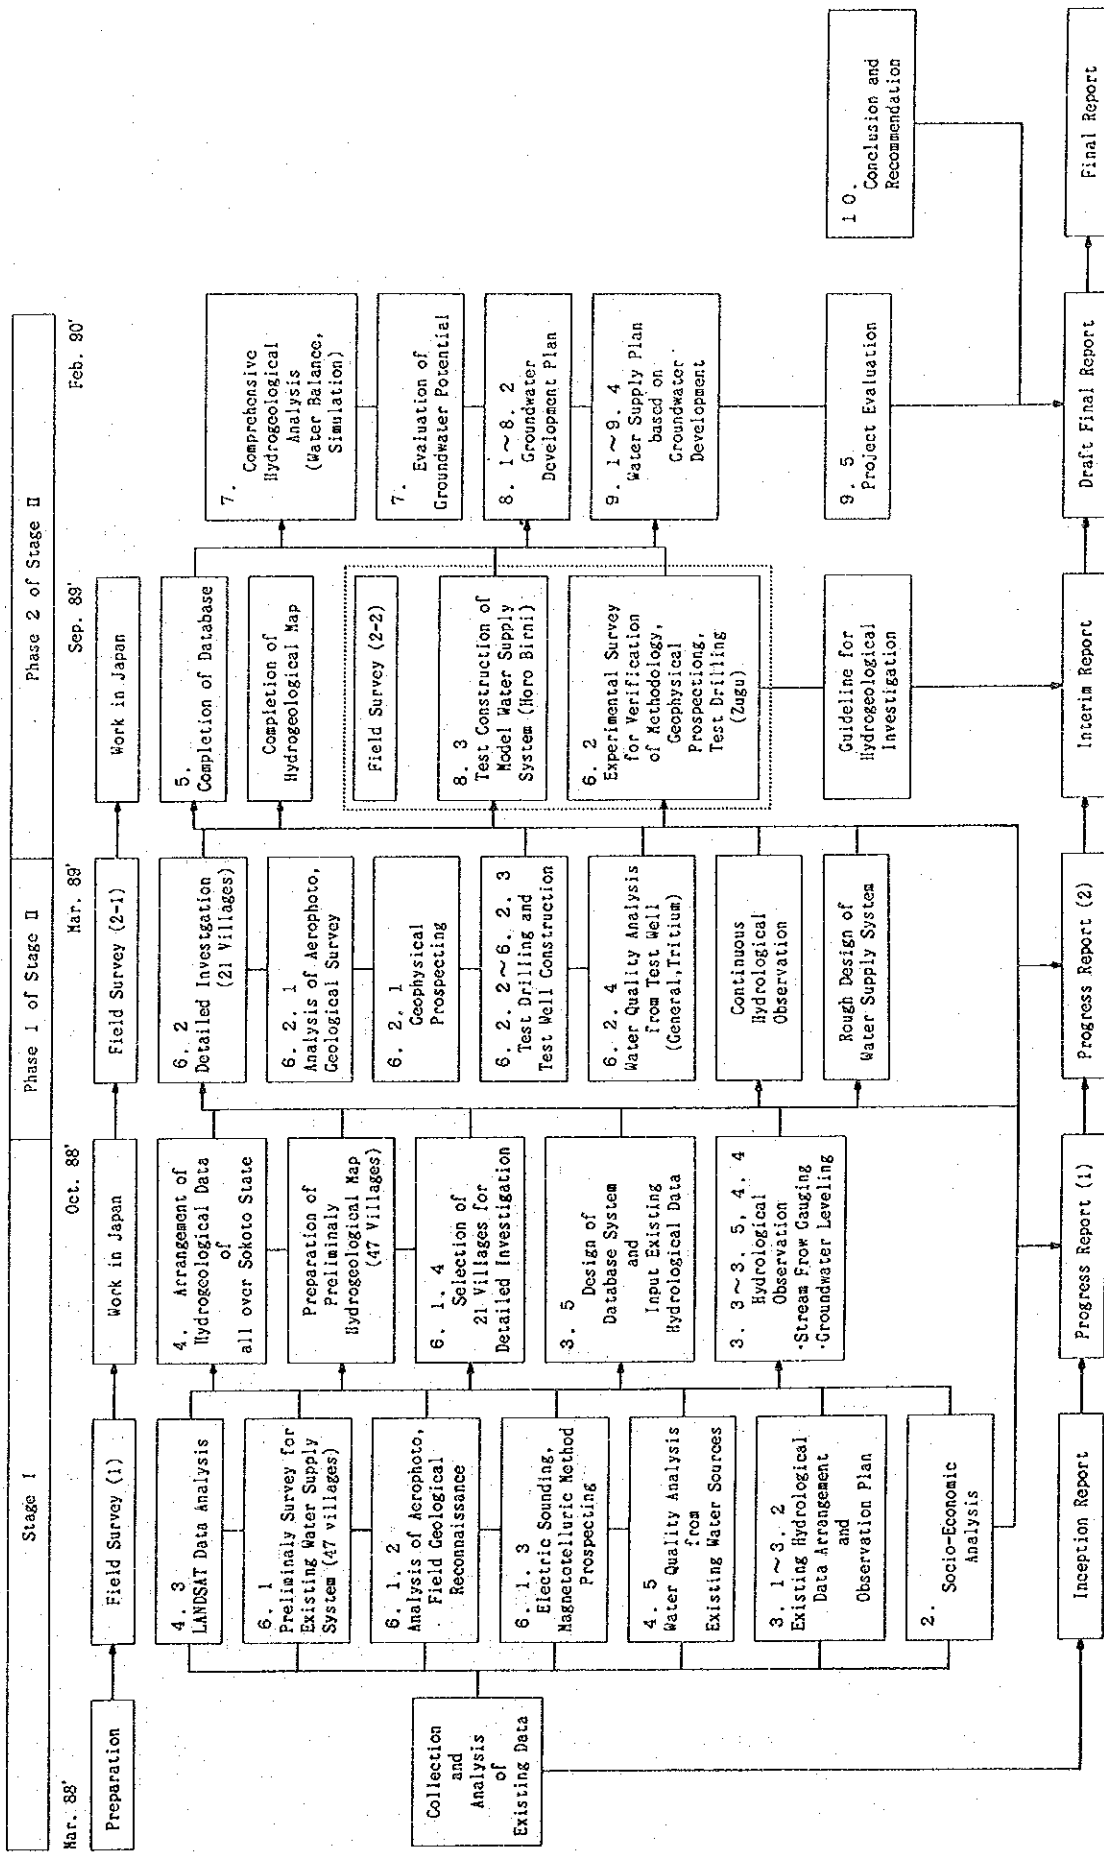 Stage I
Phase 1 of Stage II
Phase 2 of Stage II
Mar. 88'
Oct. 88'
Mar. 89'
Sep. 89'
Feb. 90'
Preparation
Field Survey (1)
Work in Japan
Field Survey (2-1)
Work in Japan
Collection
and
Analysis
of
Existing Data
4. 3
LANDSAT Data Analysis
6. 1
Preliminaly Survey for
Existing Water Supply
System (47 villages)
6. 1. 2
Analysis of Aerophoto,
Field Geological
Reconnaissance
6. 1. 3
Electric Sounding,
Magnetotelluric Method
Prospecting
4. 5
Water Quality Analysis
from
Existing Water Sources
3. 1~3. 2
Existing Hydrological
Data Arrangement
and
Observation Plan
2.
Socio-Economic
Analysis
4.
Arrangement of
Hydrogeological Data
of
all over Sokoto State
Preparation of
Preliminaly
Hydrogeological Map
(47 Villages)
6. 1. 4
Selection of
21 Villages for
Detailed Investigation
3. 5
Design of
Database System
and
Input Existing
Hydrological Data
3. 3~3. 5, 4. 4
Hydrological
Observation
·Stream Frow Gauging
·Groundwater Leveling
6. 2
Detailed Investgation
(21 Villages)
6. 2. 1
Analysis of Aerophoto,
Geological Survey
6. 2. 1
Geophysical
Prospecting
6. 2. 2~6. 2. 3
Test Drilling and
Test Well Construction
6. 2. 4
Water Quality Analysis
From Test Well
(General,Tritium)
Continuous
Hydrological
Observation
Rough Design of
Water Supply System
5.
Completion of Database
Completion of
Hydrogeological Map
Field Survey (2-2)
8. 3
Test Construction of
Model Water Supply
System (Horo Birni)
6. 2
Experimental Survey
for Verification
of Methodology,
Geophysical
Prospectiong,
Test Drilling
(Zugu)
Guideline for
Hydrogeological
Investigation
7.
Comprehensive
Hydrogeological
Analysis
(Water Balance,
Simulation)
7.
Evaluation of
Groundwater Potential
8. 1~8. 2
Groundwater
Development Plan
9. 1~9. 4
Water Supply Plan
based on
Groundwater
Development
9. 5
Project Evaluation
10.
Conclusion and
Recommendation
Inception Report
Progress Report (1)
Progress Report (2)
Interim Report
Draft Final Report
Final Report